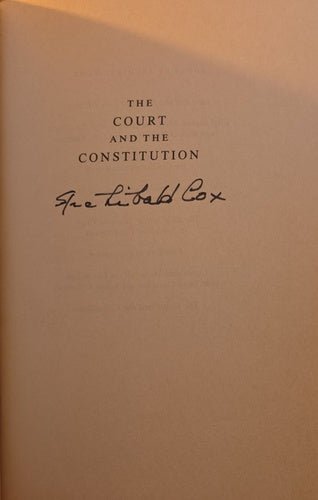 THE
COURT
AND THE
CONSTITUTION
Archibald Cox